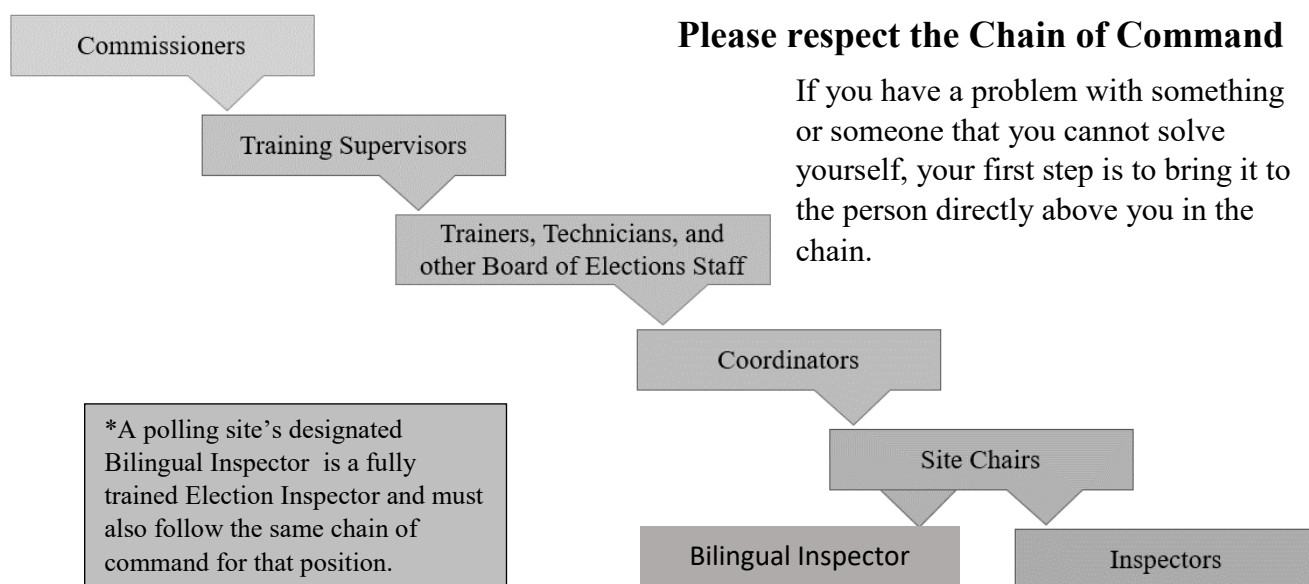 Please respect the Chain of Command
Commissioners
If you have a problem with something
or someone that you cannot solve
yourself, your first step is to bring it to
the person directly above you in the
chain.
Training Supervisors
Trainers, Technicians, and
other Board of Elections Staff
Coordinators
*A polling site’s designated
Bilingual Inspector  is a fully
trained Election Inspector and must
also follow the same chain of
command for that position.
Site Chairs
Bilingual Inspector
Inspectors